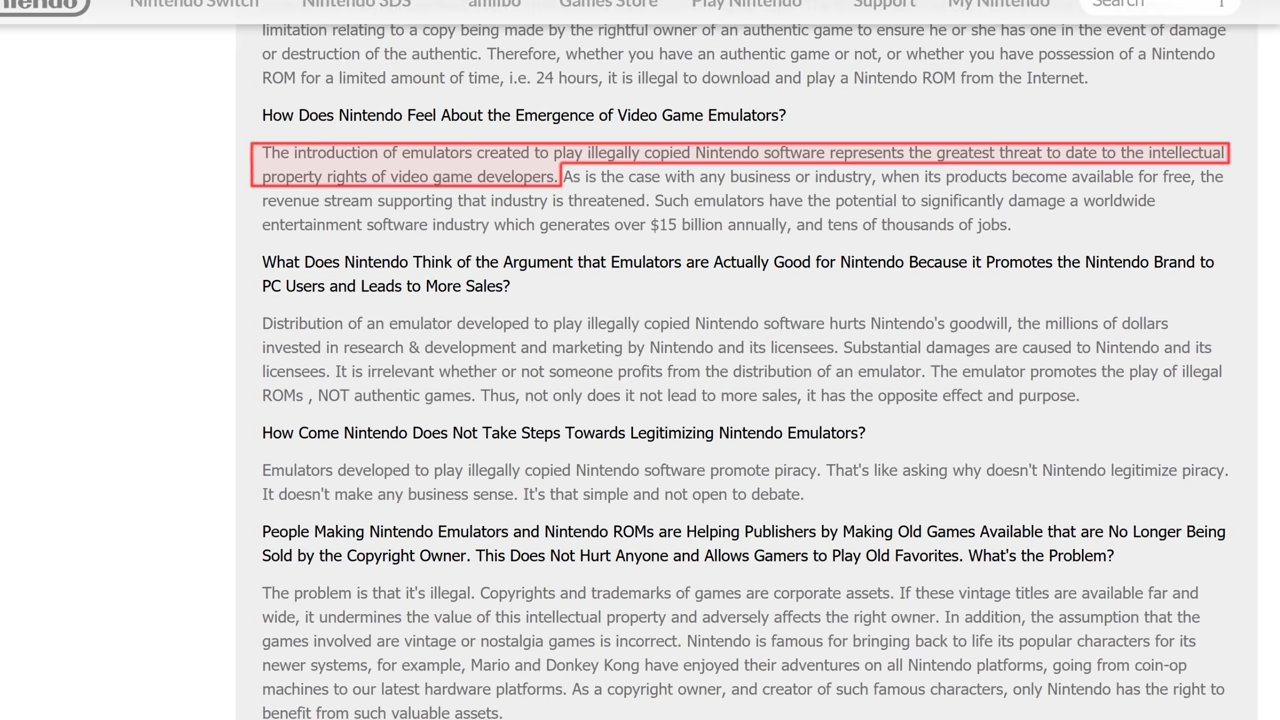 Nintendo Switch Nintendo 3DS amiibo Games Store Play Nintendo Support My Nintendo Search
limitation relating to a copy being made by the rightful owner of an authentic game to ensure he or she has one in the event of damage
or destruction of the authentic. Therefore, whether you have an authentic game or not, or whether you have possession of a Nintendo
ROM for a limited amount of time, i.e. 24 hours, it is illegal to download and play a Nintendo ROM from the Internet.
How Does Nintendo Feel About the Emergence of Video Game Emulators?
The introduction of emulators created to play illegally copied Nintendo software represents the greatest threat to date to the intellectual
property rights of video game developers. As is the case with any business or industry, when its products become available for free, the
revenue stream supporting that industry is threatened. Such emulators have the potential to significantly damage a worldwide
entertainment software industry which generates over $15 billion annually, and tens of thousands of jobs.
What Does Nintendo Think of the Argument that Emulators are Actually Good for Nintendo Because it Promotes the Nintendo Brand to
PC Users and Leads to More Sales?
Distribution of an emulator developed to play illegally copied Nintendo software hurts Nintendo's goodwill, the millions of dollars
invested in research & development and marketing by Nintendo and its licensees. Substantial damages are caused to Nintendo and its
licensees. It is irrelevant whether or not someone profits from the distribution of an emulator. The emulator promotes the play of illegal
ROMs , NOT authentic games. Thus, not only does it not lead to more sales, it has the opposite effect and purpose.
How Come Nintendo Does Not Take Steps Towards Legitimizing Nintendo Emulators?
Emulators developed to play illegally copied Nintendo software promote piracy. That's like asking why doesn't Nintendo legitimize piracy.
It doesn't make any business sense. It's that simple and not open to debate.
People Making Nintendo Emulators and Nintendo ROMs are Helping Publishers by Making Old Games Available that are No Longer Being
Sold by the Copyright Owner. This Does Not Hurt Anyone and Allows Gamers to Play Old Favorites. What's the Problem?
The problem is that it's illegal. Copyrights and trademarks of games are corporate assets. If these vintage titles are available far and
wide, it undermines the value of this intellectual property and adversely affects the right owner. In addition, the assumption that the
games involved are vintage or nostalgia games is incorrect. Nintendo is famous for bringing back to life its popular characters for its
newer systems, for example, Mario and Donkey Kong have enjoyed their adventures on all Nintendo platforms, going from coin-op
machines to our latest hardware platforms. As a copyright owner, and creator of such famous characters, only Nintendo has the right to
benefit from such valuable assets.